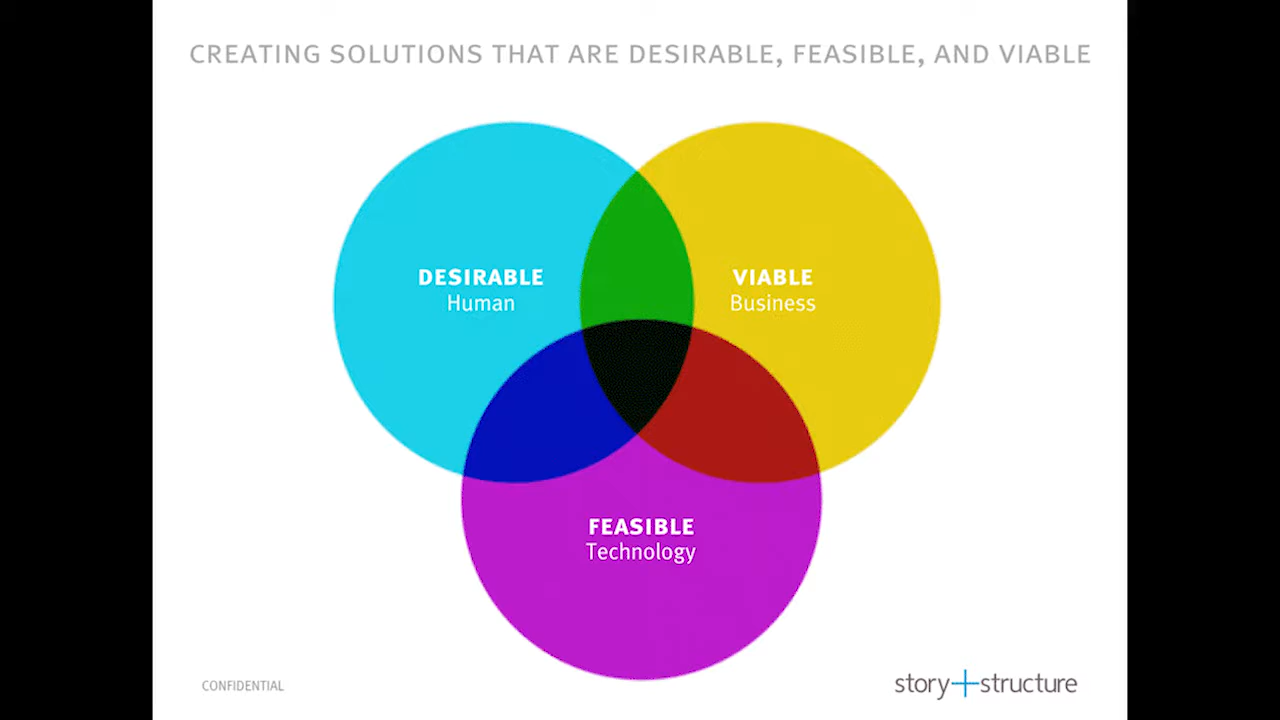 CREATING SOLUTIONS THAT ARE DESIRABLE, FEASIBLE, AND VIABLE
DESIRABLE
Human
VIABLE
Business
FEASIBLE
Technology
CONFIDENTIAL
story+structure